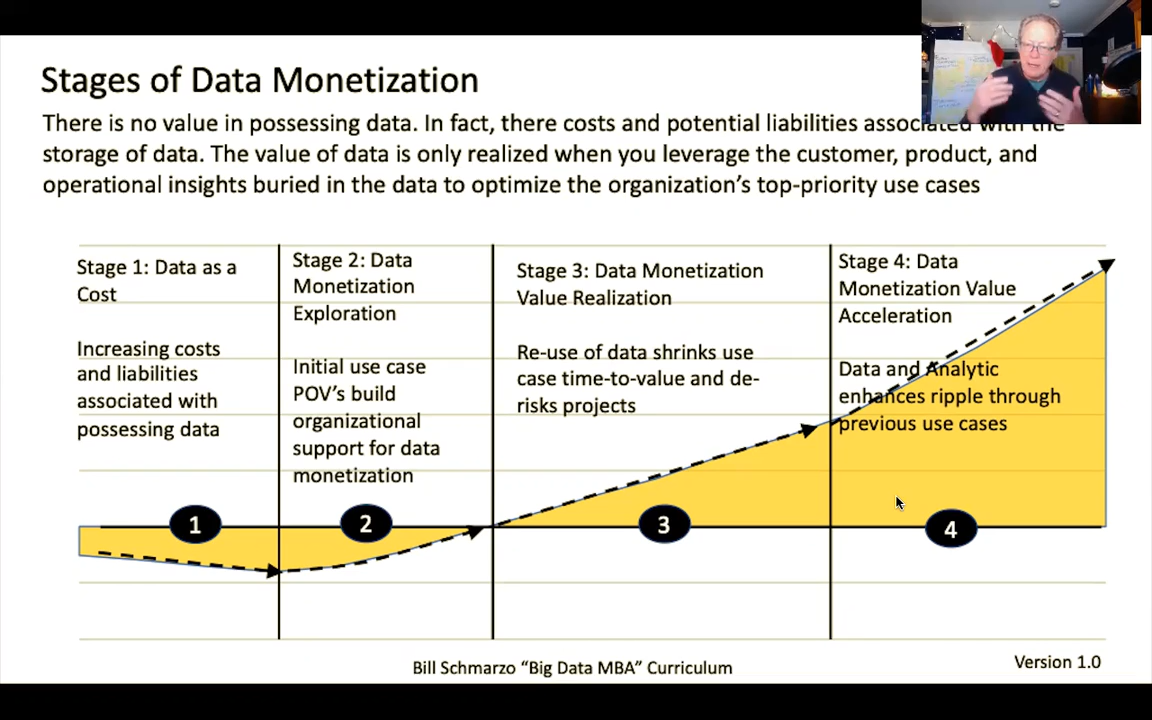 Stages of Data Monetization
There is no value in possessing data. In fact, there costs and potential liabilities associated with the
storage of data. The value of data is only realized when you leverage the customer, product, and
operational insights buried in the data to optimize the organization's top-priority use cases
Stage 1: Data as a
Cost
Increasing costs
and liabilities
associated with
possessing data
Stage 2: Data
Monetization
Exploration
Initial use case
POV's build
organizational
support for data
monetization
Stage 3: Data Monetization
Value Realization
Re-use of data shrinks use
case time-to-value and de-
risks projects
Stage 4: Data
Monetization Value
Acceleration
Data and Analytic
enhances ripple through
previous use cases
1
2
3
4
Bill Schmarzo “Big Data MBA” Curriculum
Version 1.0